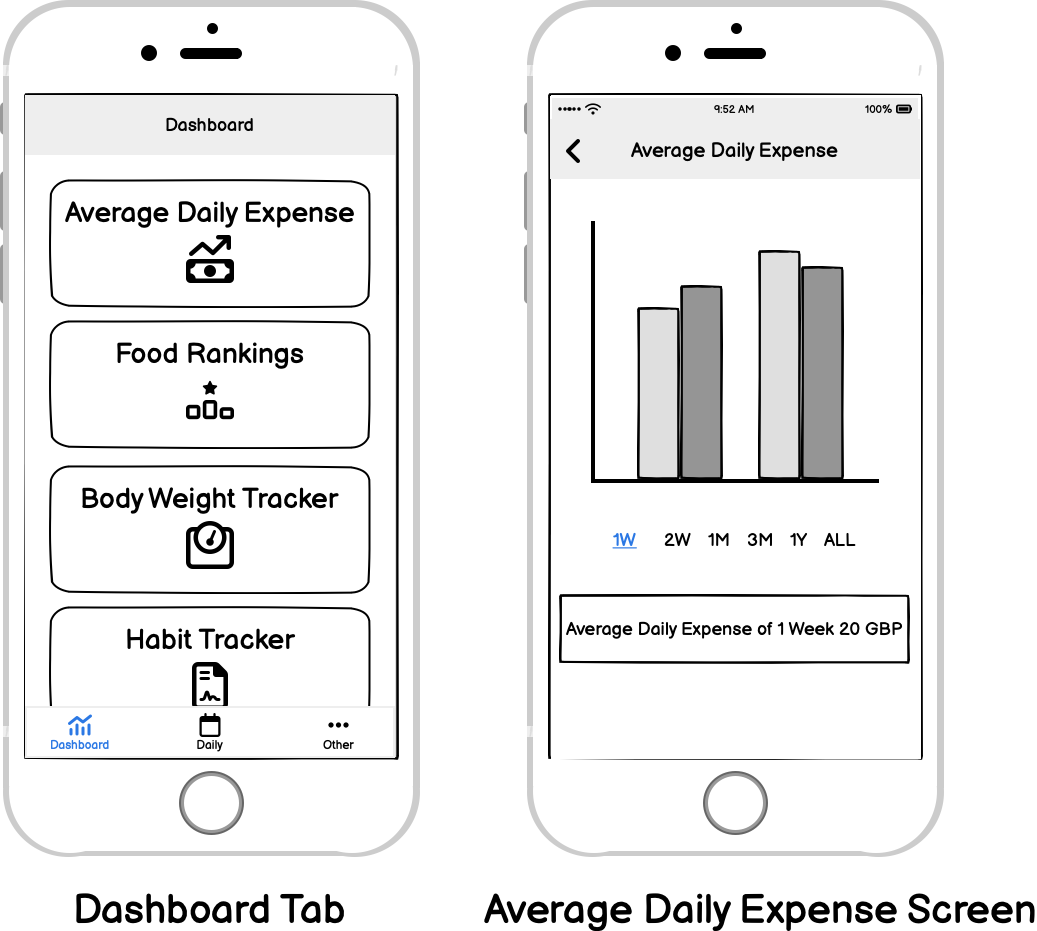 Dashboard
Average Daily Expense
Food Rankings
Body Weight Tracker
Habit Tracker
Dashboard Daily Other
Dashboard Tab
9:52 AM 100%
Average Daily Expense
1W 2W 1M 3M 1Y ALL
Average Daily Expense of 1 Week 20 GBP
Average Daily Expense Screen